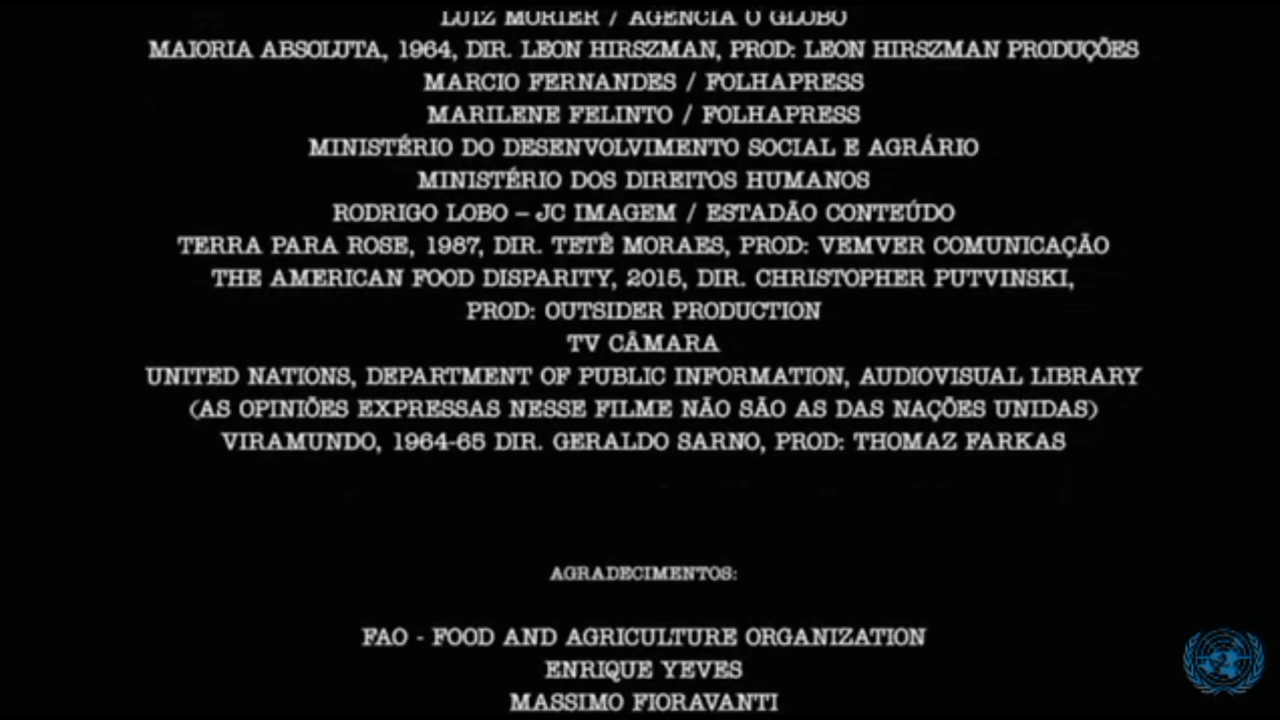 LUIZ MORIER / AGÊNCIA O GLOBO
MAIORIA ABSOLUTA, 1964, DIR. LEON HIRSZMAN, PROD: LEON HIRSZMAN PRODUÇÕES
MARCIO FERNANDES / FOLHAPRESS
MARILENE FELINTO / FOLHAPRESS
MINISTÉRIO DO DESENVOLVIMENTO SOCIAL E AGRÁRIO
MINISTÉRIO DOS DIREITOS HUMANOS
RODRIGO LOBO – JC IMAGEM / ESTADÃO CONTEÚDO
TERRA PARA ROSE, 1987, DIR. TETÊ MORAES, PROD: VEMVER COMUNICAÇÃO
THE AMERICAN FOOD DISPARITY, 2015, DIR. CHRISTOPHER PUTVINSKI,
PROD: OUTSIDER PRODUCTION
TV CÂMARA
UNITED NATIONS, DEPARTMENT OF PUBLIC INFORMATION, AUDIOVISUAL LIBRARY
(AS OPINIÕES EXPRESSAS NESSE FILME NÃO SÃO AS DAS NAÇÕES UNIDAS)
VIRAMUNDO, 1964-65 DIR. GERALDO SARNO, PROD: THOMAZ FARKAS
AGRADECIMENTOS:
FAO - FOOD AND AGRICULTURE ORGANIZATION
ENRIQUE YEVES
MASSIMO FIORAVANTI